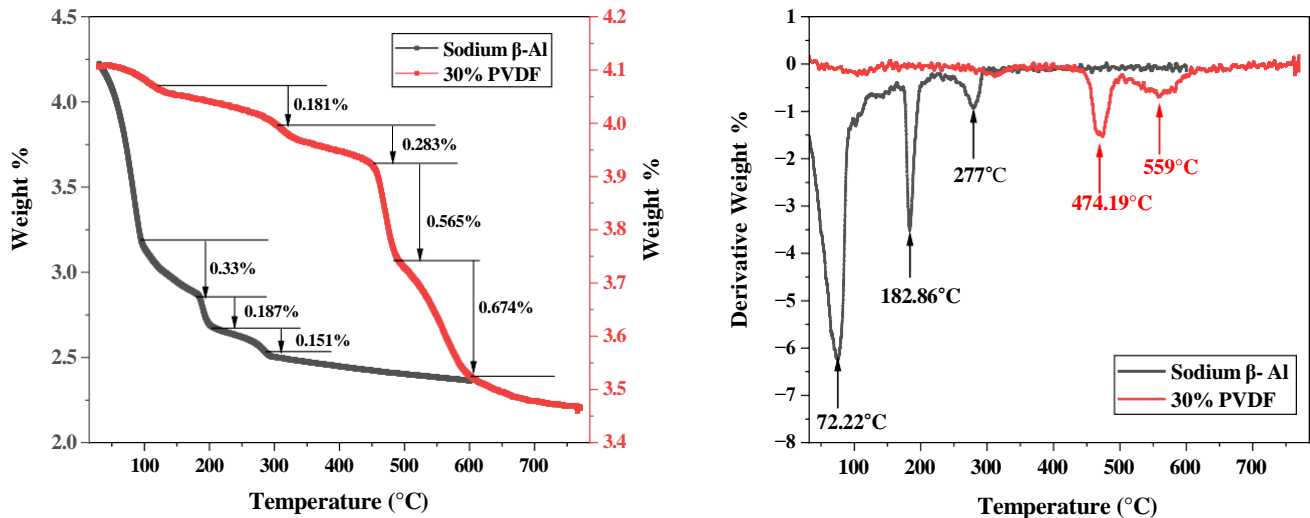 4.5
4.0
3.5
3.0
2.5
2.0
Weight %
100 200 300 400 500 600 700
Temperature (°C)
4.2
4.1
4.0
3.9
3.8
3.7
3.6
3.5
3.4
Weight %
Sodium β-Al
30% PVDF
0.181%
0.283%
0.565%
0.674%
0.33%
0.187%
0.151%
1
0
−1
−2
−3
−4
−5
−6
−7
−8
Derivative Weight %
100 200 300 400 500 600 700
Temperature (°C)
277°C
559°C
474.19°C
182.86°C
72.22°C
Sodium β- Al
30% PVDF